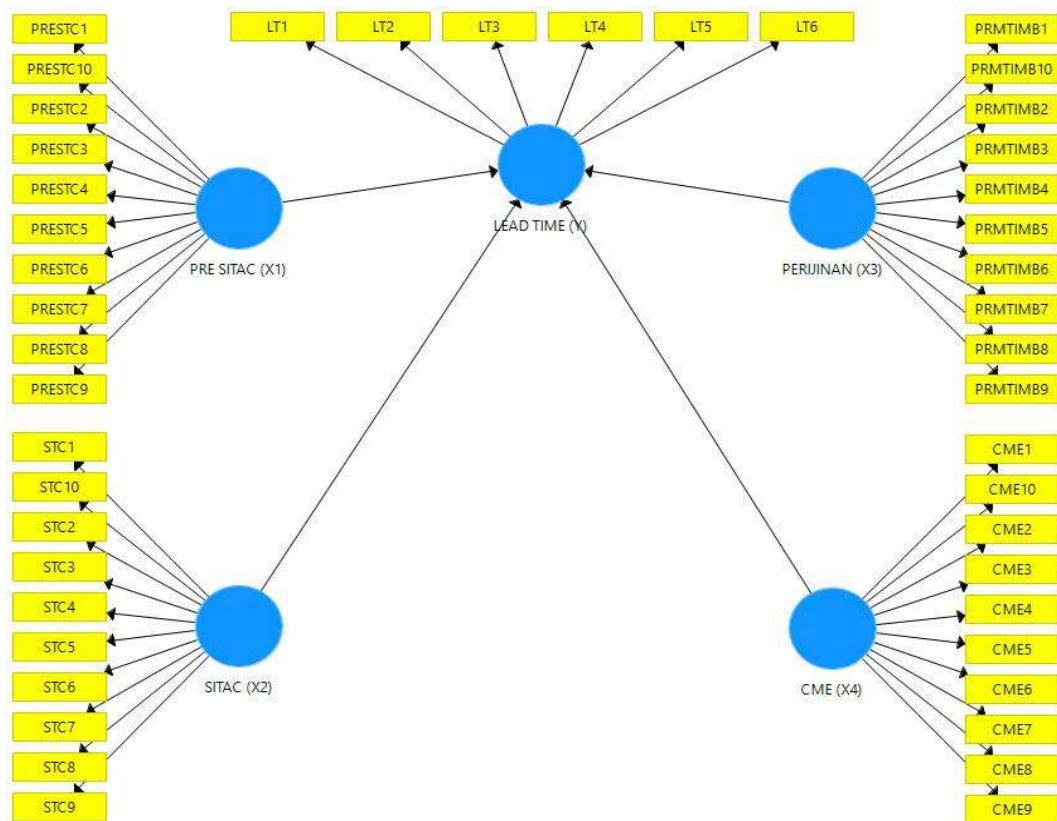 PRESTC1
PRESTC10
PRESTC2
PRESTC3
PRESTC4
PRESTC5
PRESTC6
PRESTC7
PRESTC8
PRESTC9
PRE SITAC (X1)
LT1
LT2
LT3
LT4
LT5
LT6
LEAD TIME (Y)
PRMTIMB1
PRMTIMB10
PRMTIMB2
PRMTIMB3
PRMTIMB4
PRMTIMB5
PRMTIMB6
PRMTIMB7
PRMTIMB8
PRMTIMB9
PERIJINAN (X3)
STC1
STC10
STC2
STC3
STC4
STC5
STC6
STC7
STC8
STC9
SITAC (X2)
CME1
CME10
CME2
CME3
CME4
CME5
CME6
CME7
CME8
CME9
CME (X4)